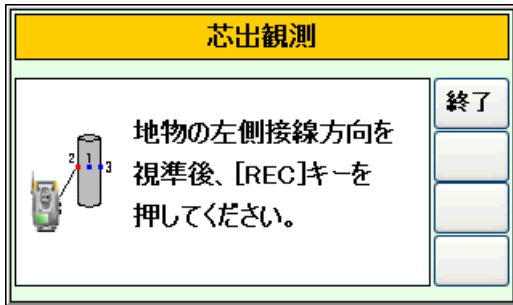 芯出観測
地物の左側接線方向を
視準後、[REC]キーを
押してください。
2 1 3
終了